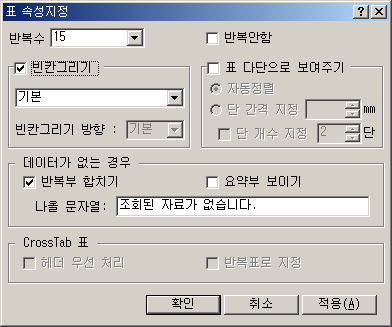 표 속성지정
반복수 15 반복안함
빈칸그리기 표 다단으로 보여주기
기본 자동정렬
단 간격 지정 mm
빈칸그리기 방향 : 기본 단 개수 지정 2 단
데이터가 없는 경우
반복부 합치기 요약부 보이기
나올 문자열: 조회된 자료가 없습니다.
CrossTab 표
헤더 우선 처리 반복표로 지정
확인 취소 적용(A)